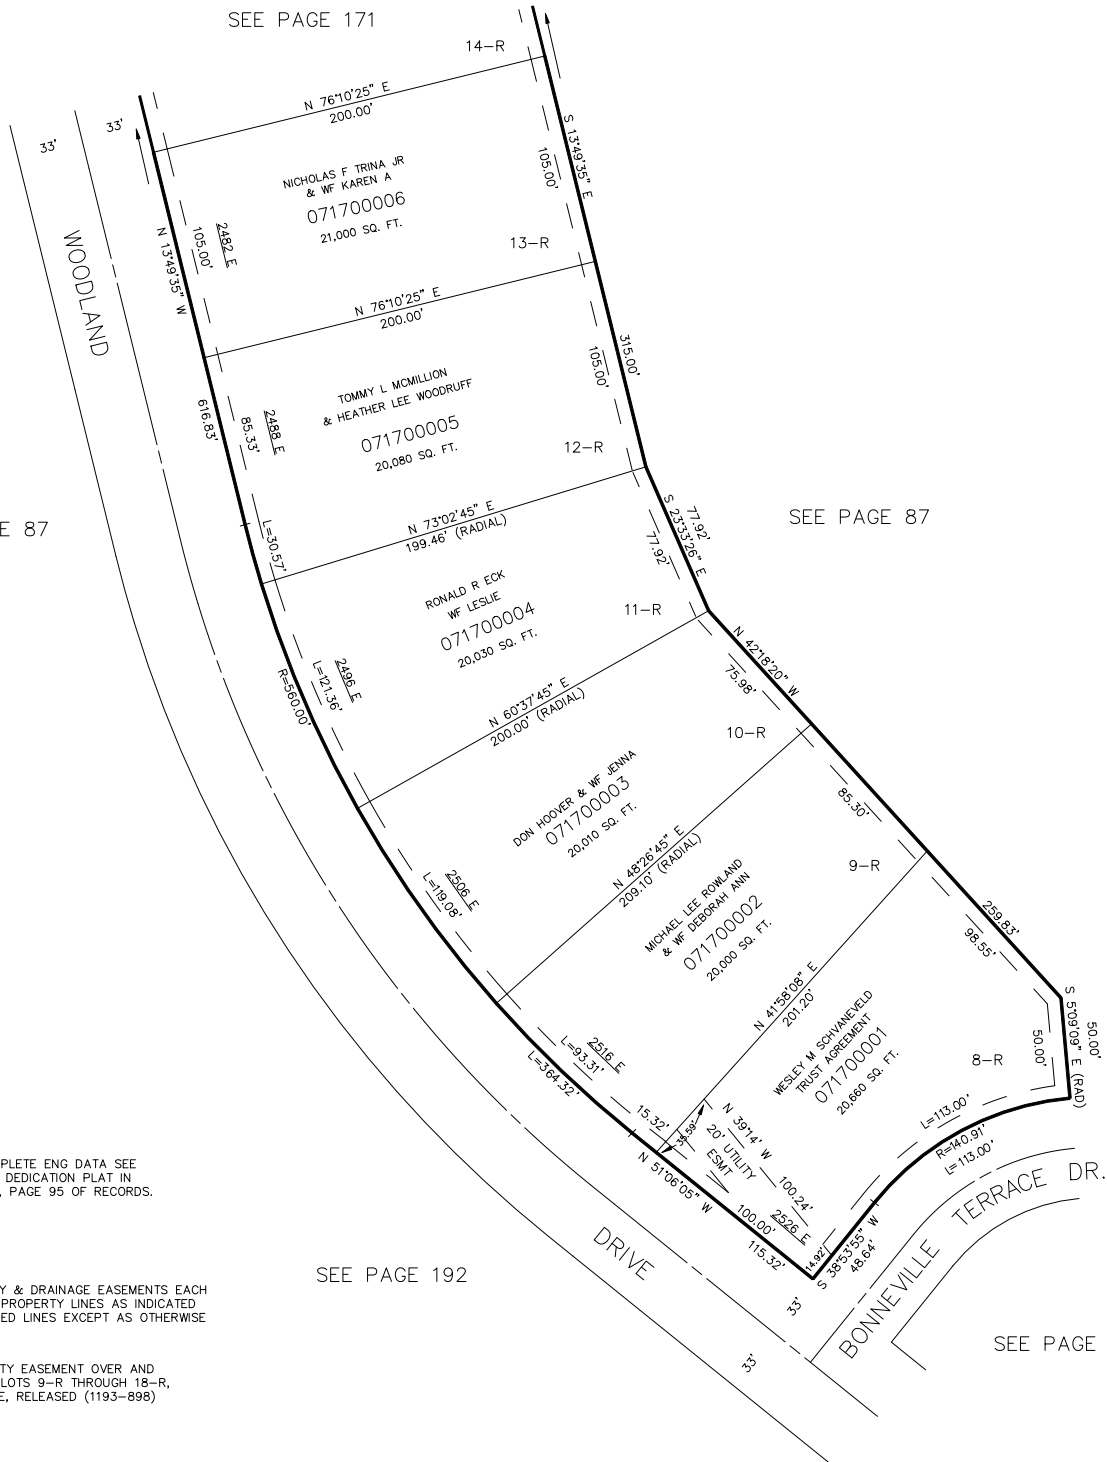 SEE PAGE 171
14-R
N 76°10'25" E
200.00'
33'
33'
S 13°49'35" E
105.00'
NICHOLAS F TRINA JR
& WF KAREN A
071700006
21,000 SQ. FT.
13-R
2482 E
105.00'
N 13°49'35" W
WOODLAND
N 76°10'25" E
200.00'
315.00'
105.00'
TOMMY L MCMILLION
& HEATHER LEE WOODRUFF
071700005
20,080 SQ. FT.
12-R
616.83'
85.33'
2488 E
L=30.57'
N 73°02'45" E
199.46' (RADIAL)
E 87
SEE PAGE 87
77.92'
S 23°33'26" E
77.92'
RONALD R ECK
WF LESLIE
071700004
20,030 SQ. FT.
11-R
R=560.00'
L=121.36'
2496 E
N 60°37'45" E
200.00' (RADIAL)
N 42°18'20" W
75.98'
10-R
DON HOOVER & WF JENNA
071700003
20,010 SQ. FT.
85.30'
2506 E
L=119.08'
N 48°26'45" E
209.10' (RADIAL)
9-R
MICHAEL LEE ROWLAND
& WF DEBORAH ANN
071700002
20,000 SQ. FT.
259.83'
98.55'
2516 E
L=93.31'
L=364.32'
N 41°58'08" E
201.20'
WESLEY M SCHVANEVELD
TRUST AGREEMENT
071700001
20,660 SQ. FT.
8-R
50.00'
S 5°09'09" E (RAD)
50.00'
15.32'
35.59'
N 39°14' W
100.24'
20' UTILITY
ESMT
L=113.00'
R=140.91'
L=113.00'
N 51°06'05" W
100.00'
115.32'
2526 E
14.92'
S 38°53'55" W
48.64'
BONNEVILLE TERRACE DR.
DRIVE
33'
33'
SEE PAGE 192
SEE PAGE
PLETE ENG DATA SEE
DEDICATION PLAT IN
, PAGE 95 OF RECORDS.
Y & DRAINAGE EASEMENTS EACH
PROPERTY LINES AS INDICATED
ED LINES EXCEPT AS OTHERWISE
TY EASEMENT OVER AND
LOTS 9-R THROUGH 18-R,
E, RELEASED (1193-898)